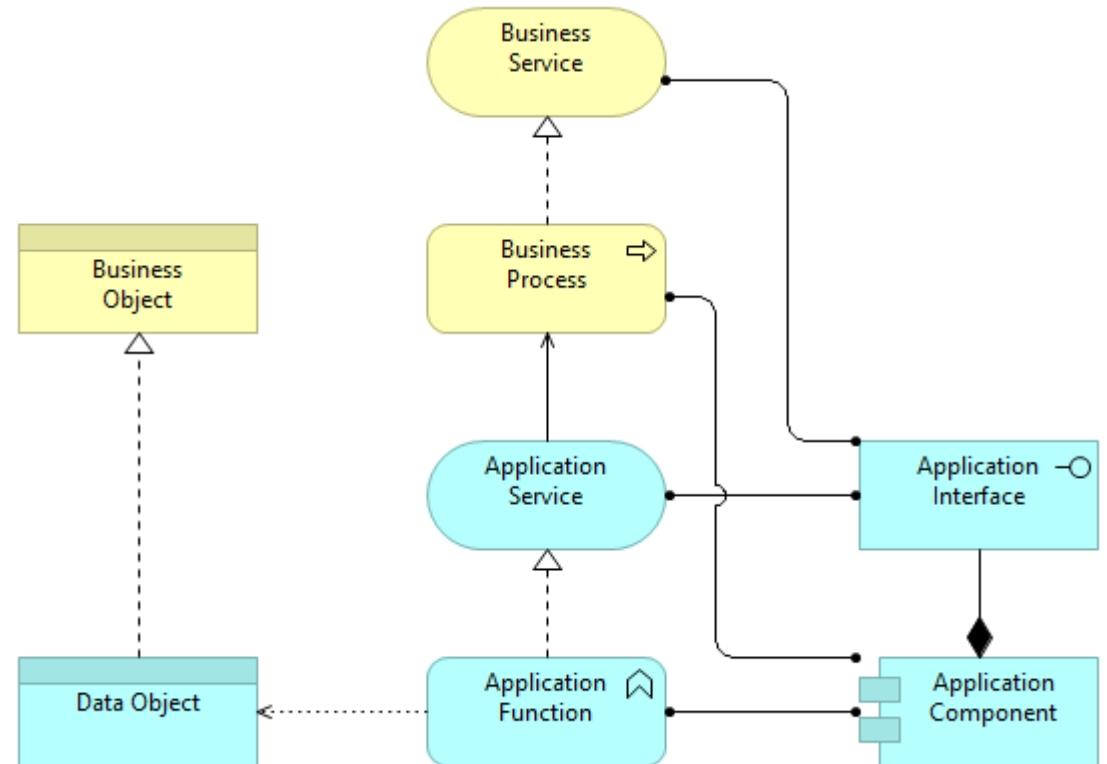 Business
Service
Business
Process
Business
Object
Application
Service
Application
Interface
Data Object
Application
Function
Application
Component